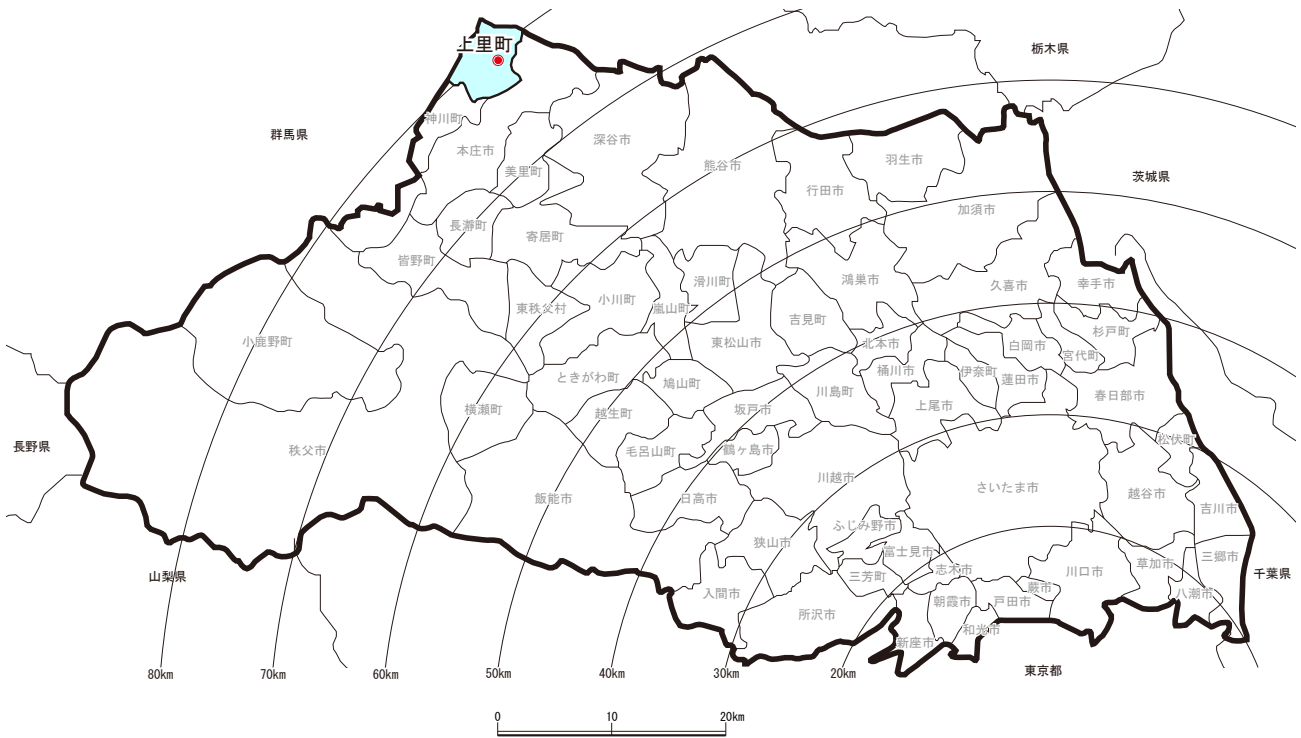 上里町
栃木県
群馬県
神川町
本庄市
深谷市
美里町
熊谷市
羽生市
行田市
茨城県
加須市
長瀞町
寄居町
皆野町
東秩父村
小川町
嵐山町
滑川町
鴻巣市
久喜市
幸手市
吉見町
東松山市
小鹿野町
北本市
白岡市
杉戸町
宮代町
桶川市
伊奈町
蓮田市
ときがわ町
鳩山町
川島町
上尾市
春日部市
横瀬町
越生町
坂戸市
長野県
秩父市
毛呂山町
鶴ヶ島市
松伏町
川越市
さいたま市
越谷市
吉川市
飯能市
日高市
ふじみ野市
狭山市
富士見市
山梨県
三芳町
志木市
川口市
草加市
三郷市
千葉県
入間市
所沢市
朝霞市
戸田市
蕨市
八潮市
和光市
新座市
東京都
80km
70km
60km
50km
40km
30km
20km
0
10
20km